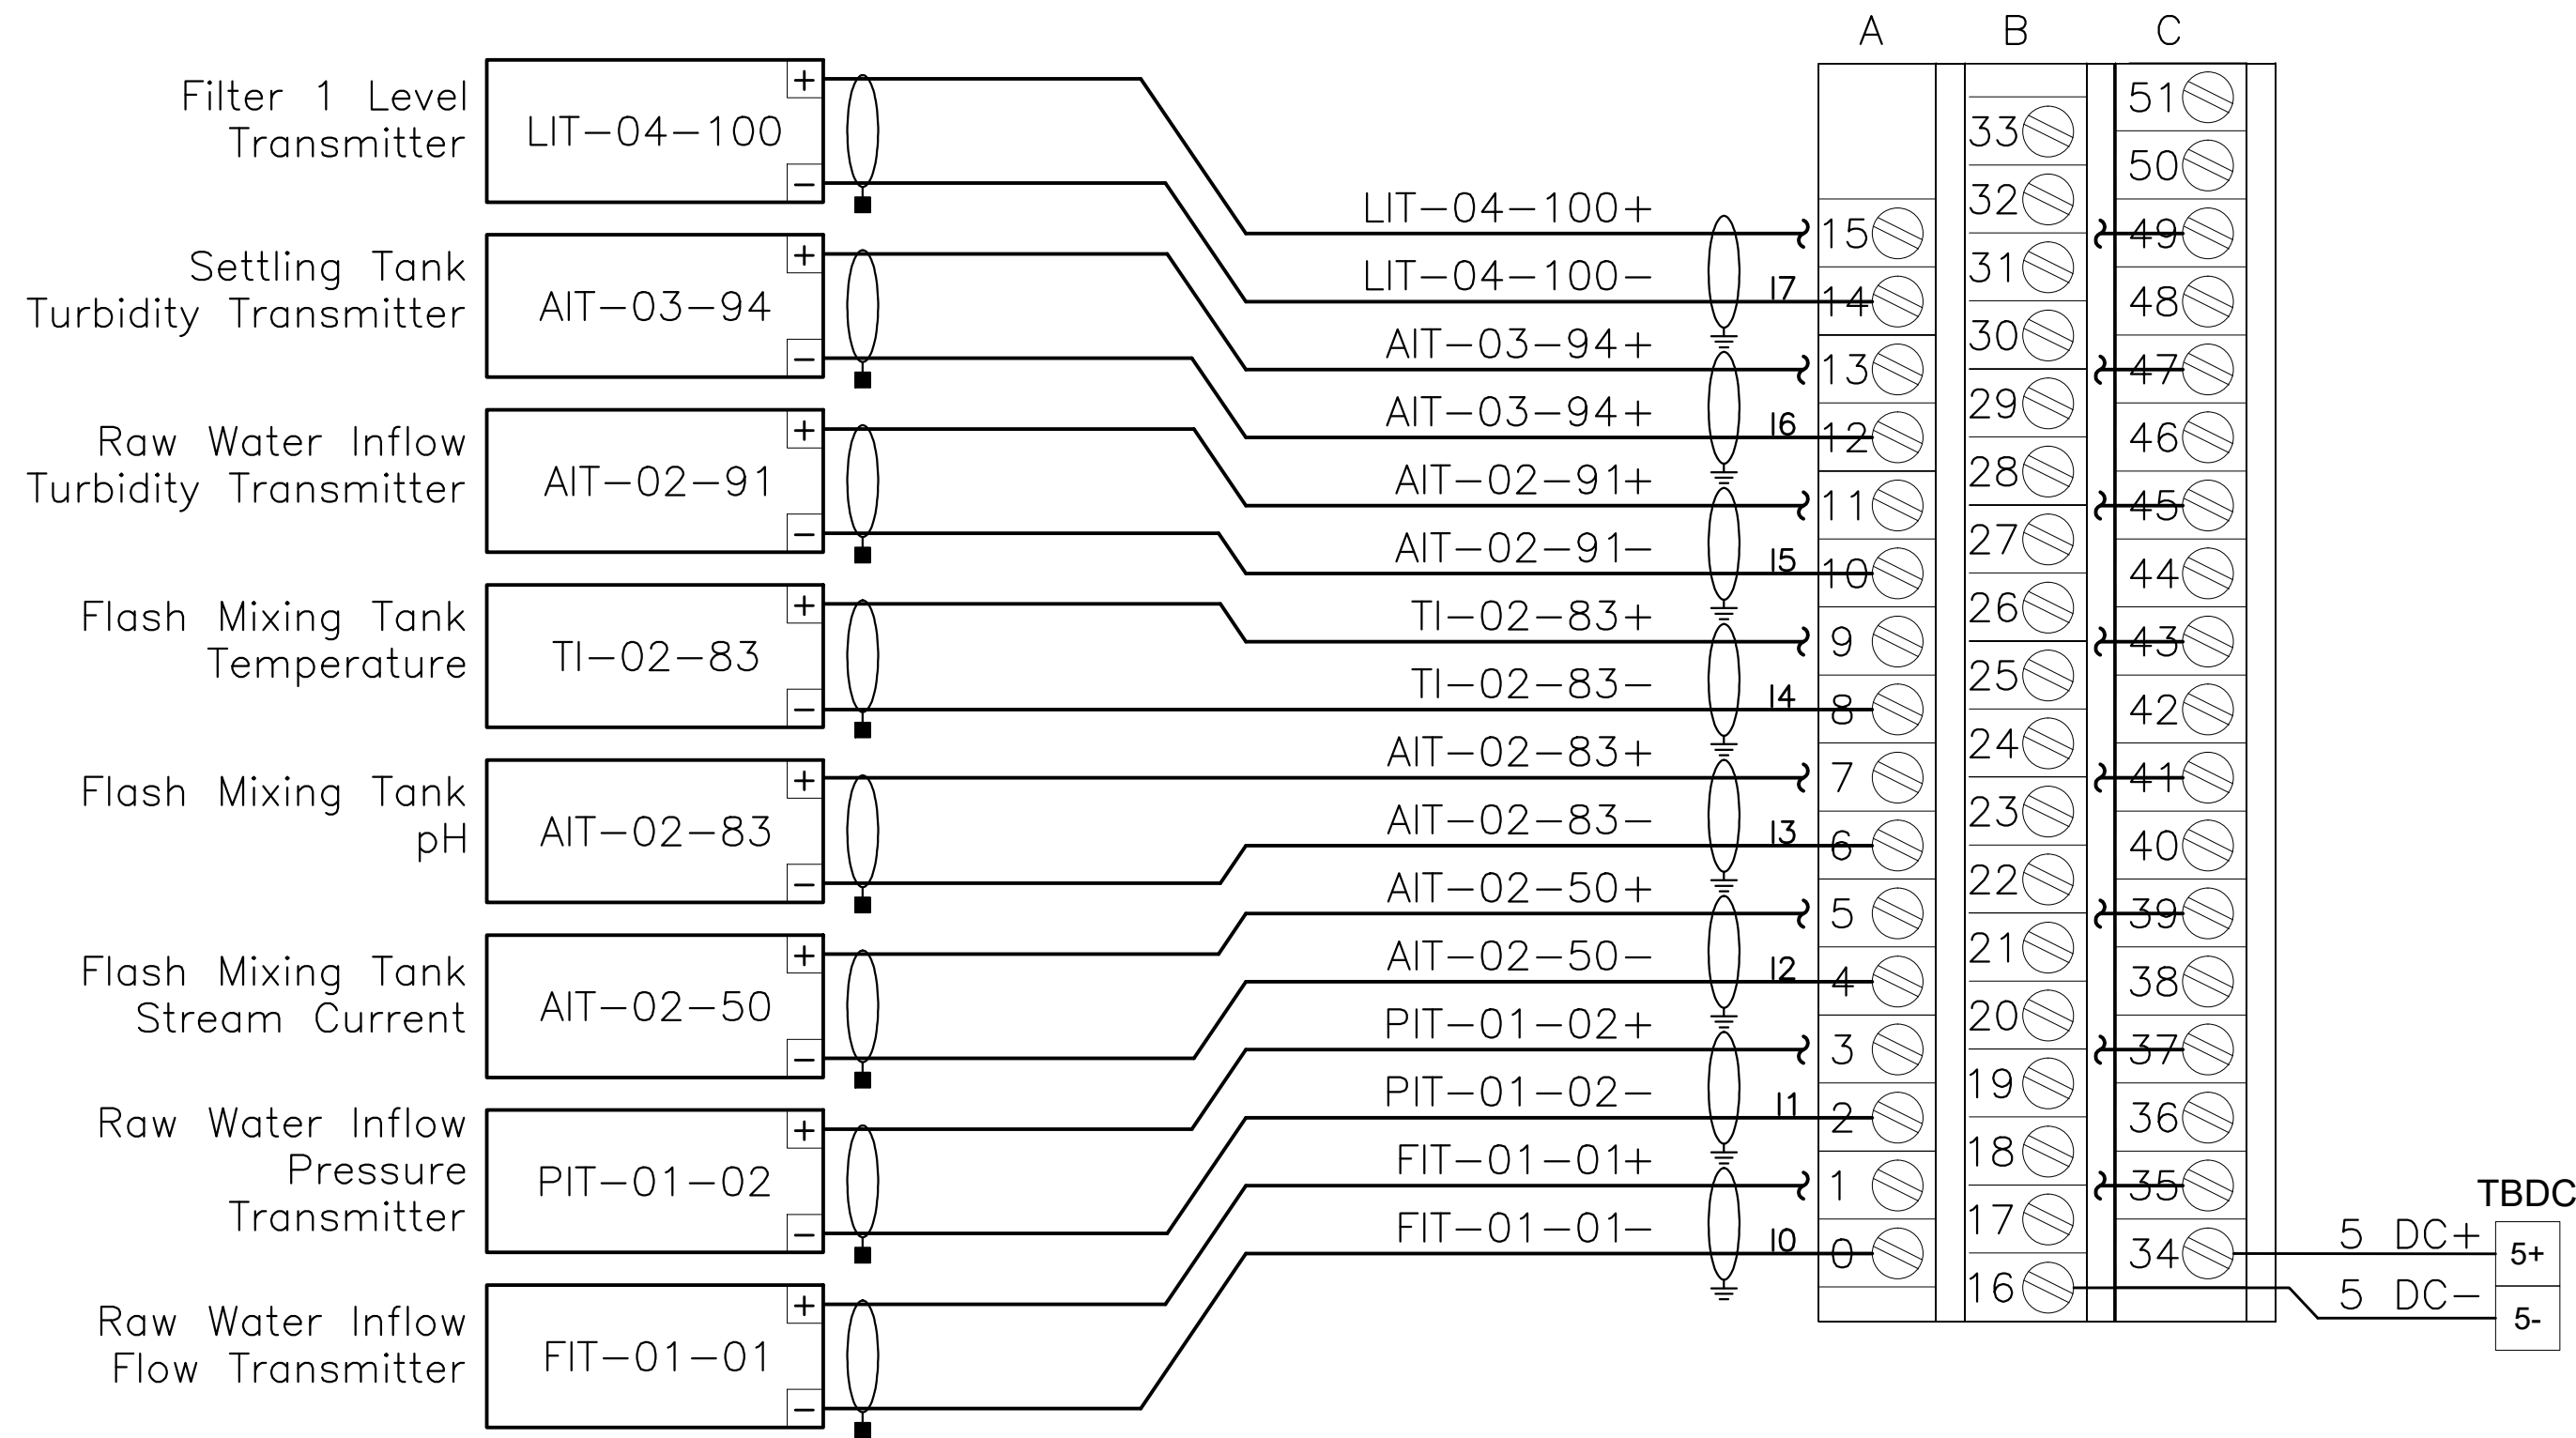 A B C
Filter 1 Level
Transmitter
LIT-04-100
+
-
Settling Tank
Turbidity Transmitter
AIT-03-94
+
-
Raw Water Inflow
Turbidity Transmitter
AIT-02-91
+
-
Flash Mixing Tank
Temperature
TI-02-83
+
-
Flash Mixing Tank
pH
AIT-02-83
+
-
Flash Mixing Tank
Stream Current
AIT-02-50
+
-
Raw Water Inflow
Pressure
Transmitter
PIT-01-02
+
-
Raw Water Inflow
Flow Transmitter
FIT-01-01
+
-
LIT-04-100+
LIT-04-100-
I7
AIT-03-94+
AIT-03-94+
I6
AIT-02-91+
AIT-02-91-
I5
TI-02-83+
TI-02-83-
I4
AIT-02-83+
AIT-02-83-
I3
AIT-02-50+
AIT-02-50-
I2
PIT-01-02+
PIT-01-02-
I1
FIT-01-01+
FIT-01-01-
I0
15
14
13
12
11
10
9
8
7
6
5
4
3
2
1
0
33
32
31
30
29
28
27
26
25
24
23
22
21
20
19
18
17
16
51
50
49
48
47
46
45
44
43
42
41
40
39
38
37
36
35
34
TBDC
5 DC+
5+
5 DC-
5-